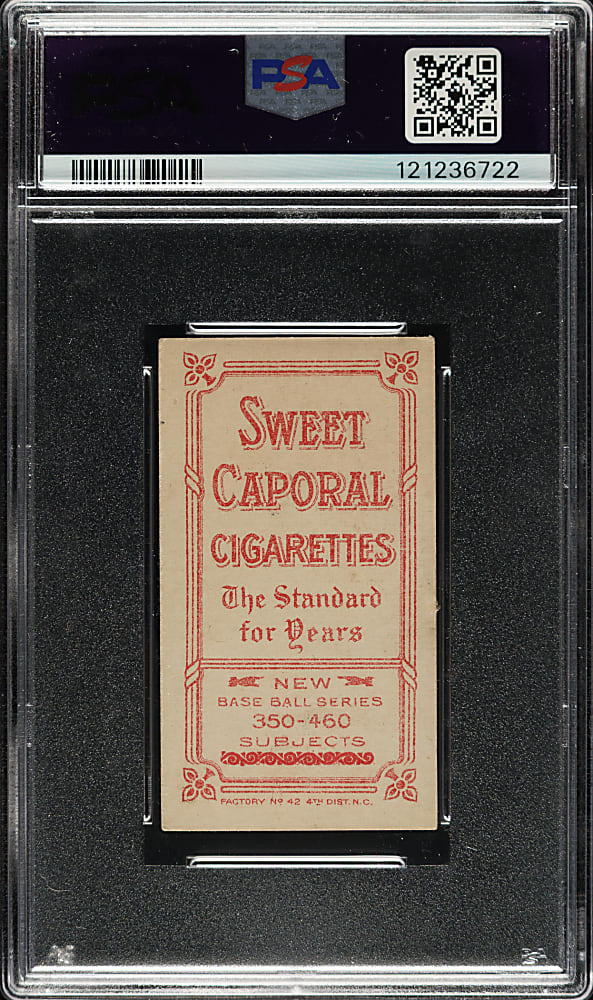 PSA
121236722
SWEET
CAPORAL
CIGARETTES
The Standard
for Years
NEW
BASE BALL SERIES
350-460
SUBJECTS
FACTORY Nº 42 4TH DIST. N.C.